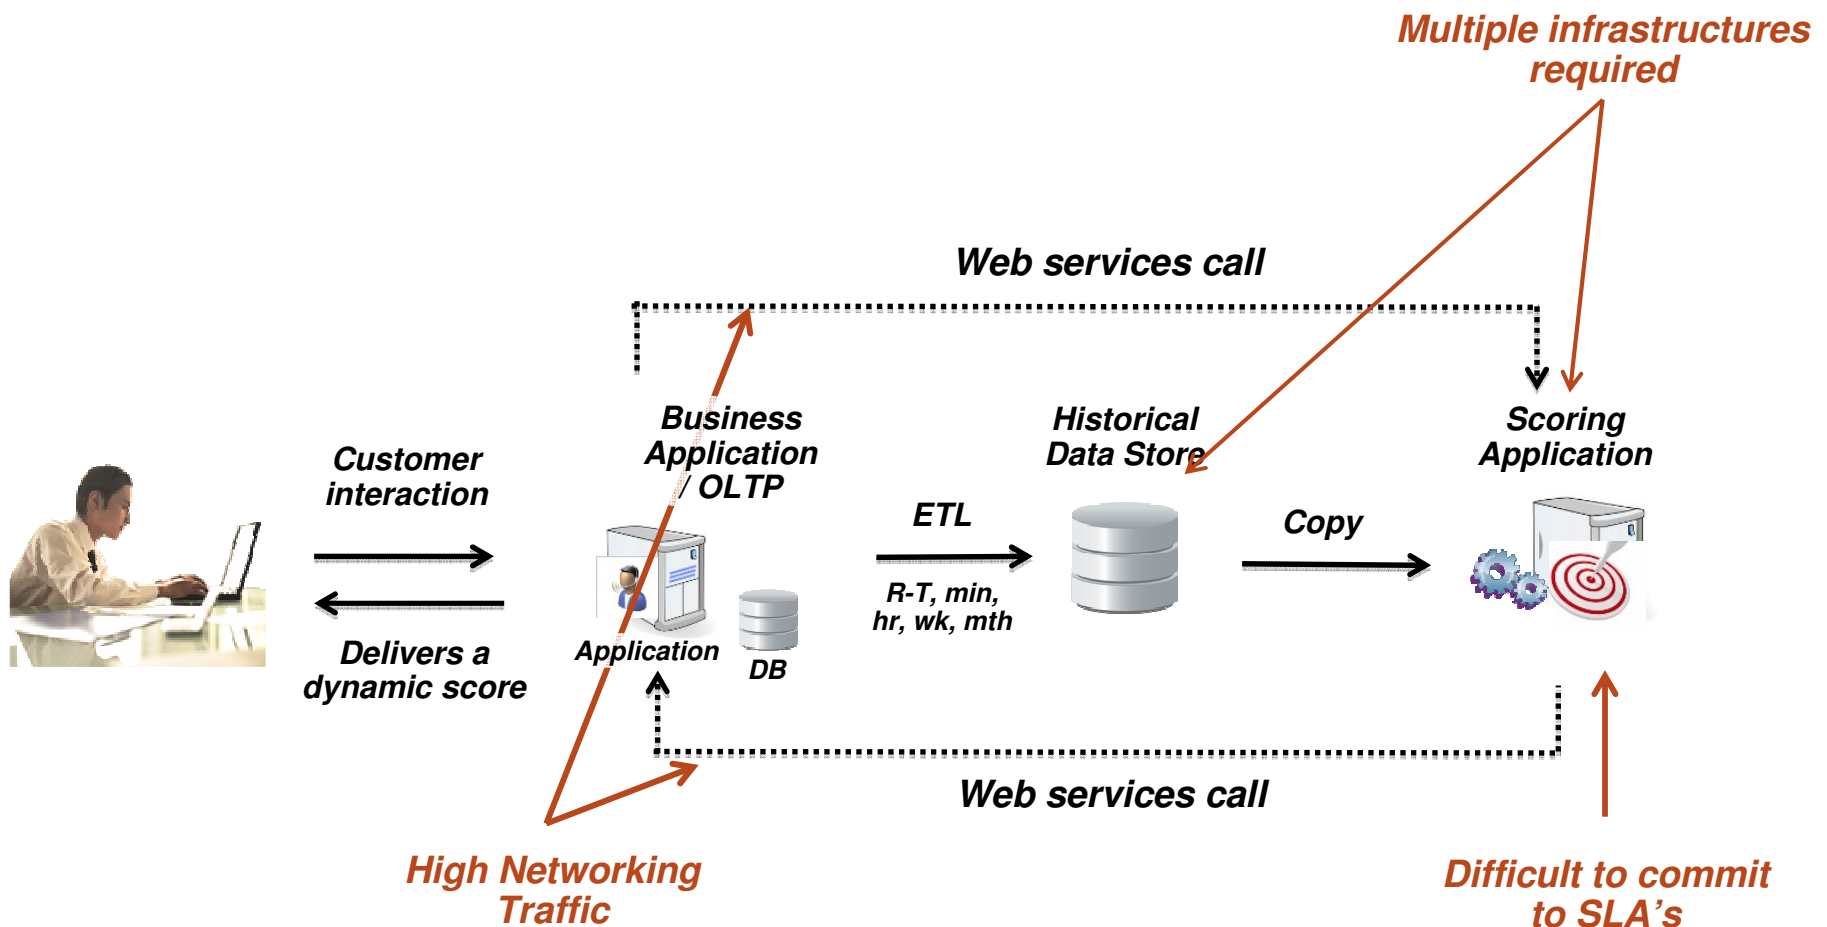 Multiple infrastructures
required
Web services call
Business
Application
/ OLTP
Historical
Data Store
Scoring
Application
Customer
interaction
ETL
Copy
R-T, min,
hr, wk, mth
Delivers a
dynamic score
Application
DB
Web services call
High Networking
Traffic
Difficult to commit
to SLA's